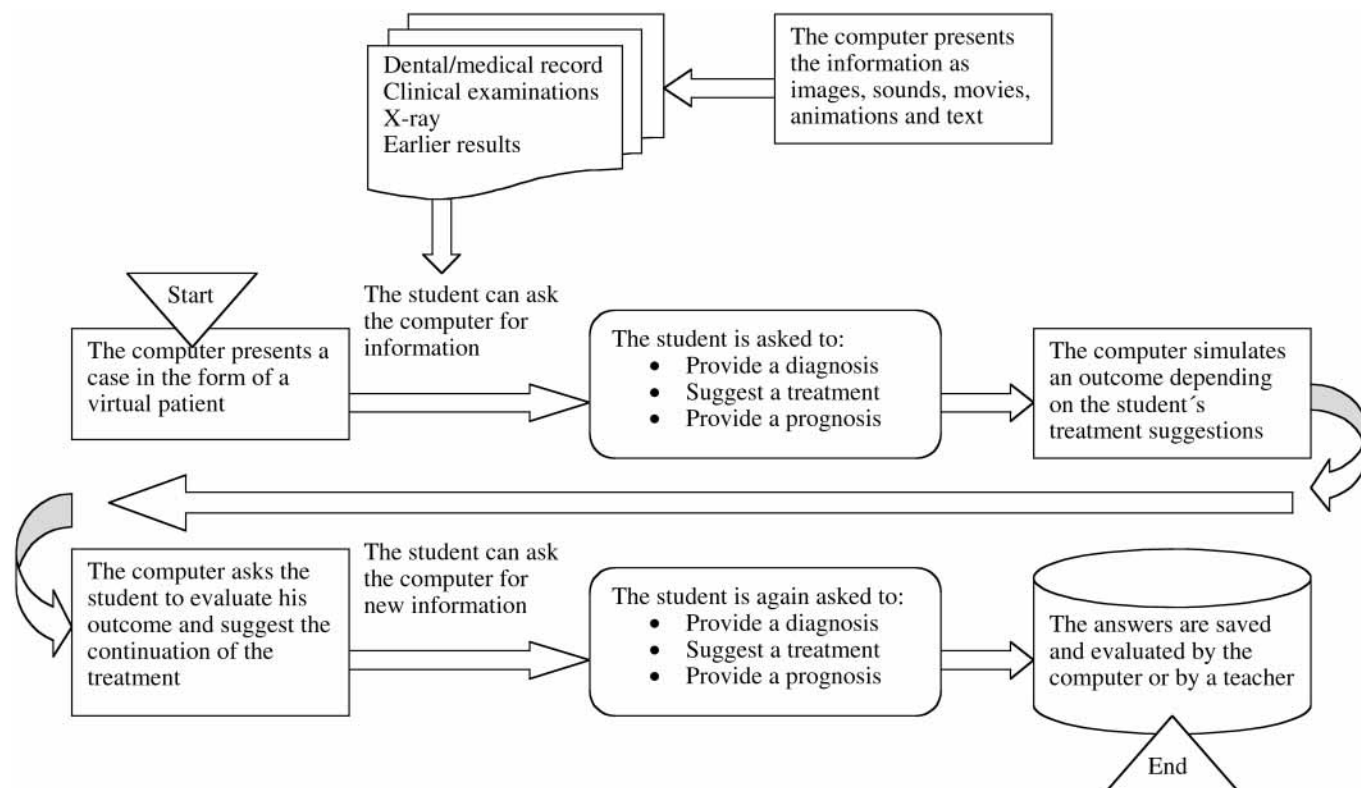 Dental/medical record
Clinical examinations
X-ray
Earlier results
The computer presents
the information as
images, sounds, movies,
animations and text
Start
The computer presents a
case in the form of a
virtual patient
The student can ask
the computer for
information
The student is asked to:
• Provide a diagnosis
• Suggest a treatment
• Provide a prognosis
The computer simulates
an outcome depending
on the student´s
treatment suggestions
The computer asks the
student to evaluate his
outcome and suggest the
continuation of the
treatment
The student can ask
the computer for
new information
The student is again asked to:
• Provide a diagnosis
• Suggest a treatment
• Provide a prognosis
The answers are saved
and evaluated by the
computer or by a teacher
End